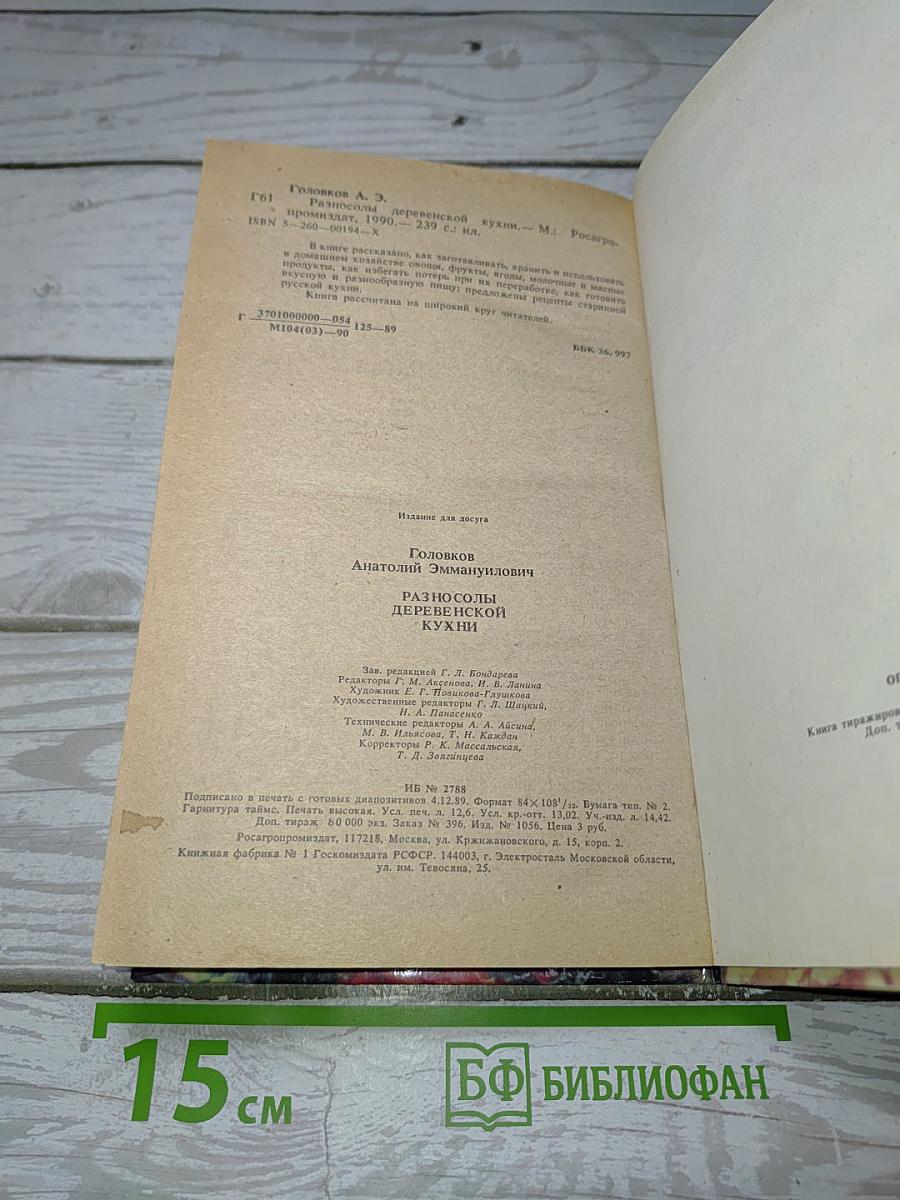 Головков А. Э.
Г61 Разносолы деревенской кухни.— М.: Росагро-
промиздат, 1990.— 239 с.: ил.
ISBN 5—260—00194—X
В книге рассказано, как заготавливать, хранить и использовать
в домашнем хозяйстве овощи, фрукты, ягоды, молочные и мясные
продукты, как избегать потерь при их переработке, как готовить
вкусную и разнообразную пищу; предложены рецепты старинной
русской кухни.
Книга рассчитана на широкий круг читателей.
Г 3701000000—054
М104(03)—90 125—89
ББК 36.997
Издание для досуга
Головков
Анатолий Эммануилович
РАЗНОСОЛЫ
ДЕРЕВЕНСКОЙ
КУХНИ
Зав. редакцией Г. Л. Бондарева
Редакторы Г. М. Аксенова, И. В. Ланина
Художник Е. Г. Новикова-Глушкова
Художественные редакторы Г. Л. Шацкий,
Н. А. Панасенко
Технические редакторы А. А. Айсина,
М. В. Ильясова, Т. Н. Каждан
Корректоры Р. К. Массальская,
Т. Д. Звягинцева
ИБ № 2788
Подписано в печать с готовых диапозитивов 4.12.89. Формат 84×108¹/₃₂. Бумага тип. № 2.
Гарнитура таймс. Печать высокая. Усл. печ. л. 12,6. Усл. кр.-отт. 13,02. Уч.-изд. л. 14,42.
Доп. тираж 80 000 экз. Заказ № 396. Изд. № 1056. Цена 3 руб.
Росагропромиздат, 117218, Москва, ул. Кржижановского, д. 15, корп. 2.
Книжная фабрика № 1 Госкомиздата РСФСР. 144003, г. Электросталь Московской области,
ул. им. Тевосяна, 25.
Книга тиражиров
Доп. т
15 см
БФ БИБЛИОФАН